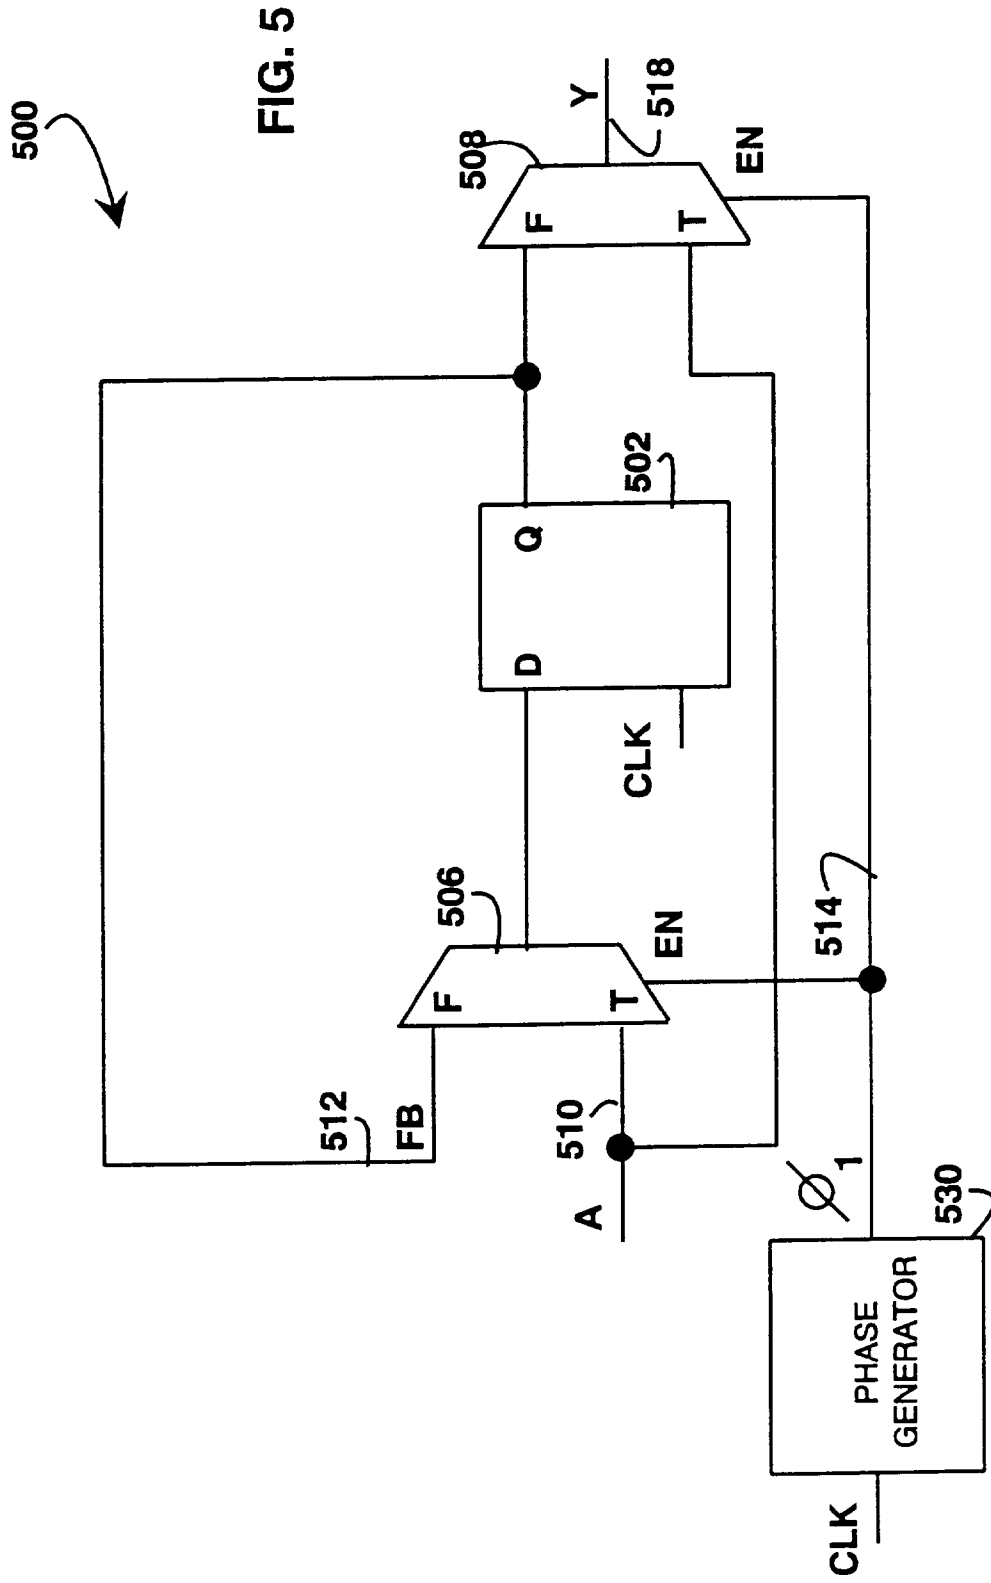 500
FIG. 5
508
Y
518
F
T
EN
502
D
Q
CLK
506
F
T
EN
514
512
FB
510
A
∅1
530
PHASE
GENERATOR
CLK